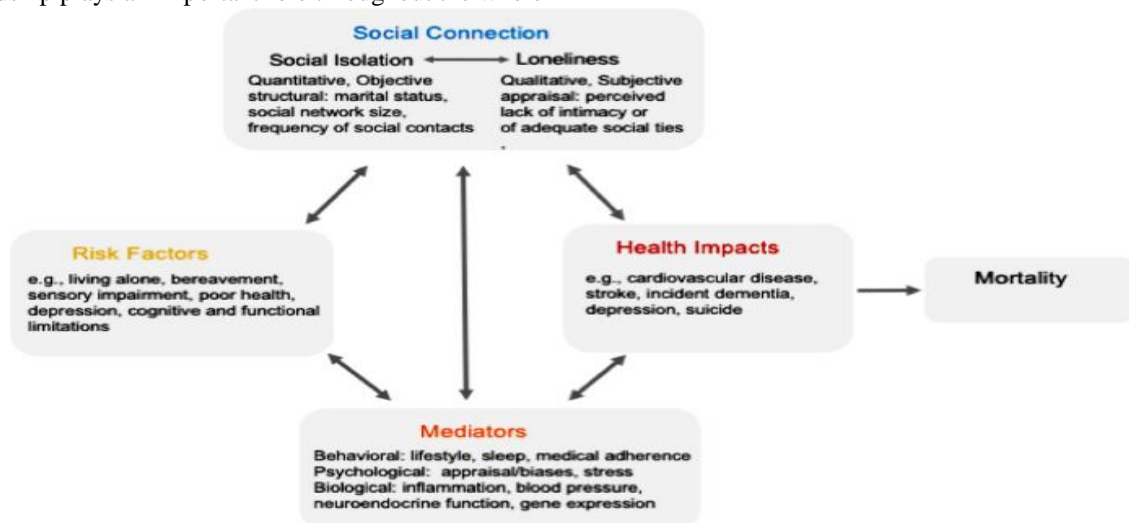 Social Connection
Social Isolation
Quantitative, Objective
structural: marital status,
social network size,
frequency of social contacts
Loneliness
Qualitative, Subjective
appraisal: perceived
lack of intimacy or
of adequate social ties
.
Risk Factors
e.g., living alone, bereavement,
sensory impairment, poor health,
depression, cognitive and functional
limitations
Health Impacts
e.g., cardiovascular disease,
stroke, incident dementia,
depression, suicide
Mortality
Mediators
Behavioral: lifestyle, sleep, medical adherence
Psychological: appraisal/biases, stress
Biological: inflammation, blood pressure,
neuroendocrine function, gene expression